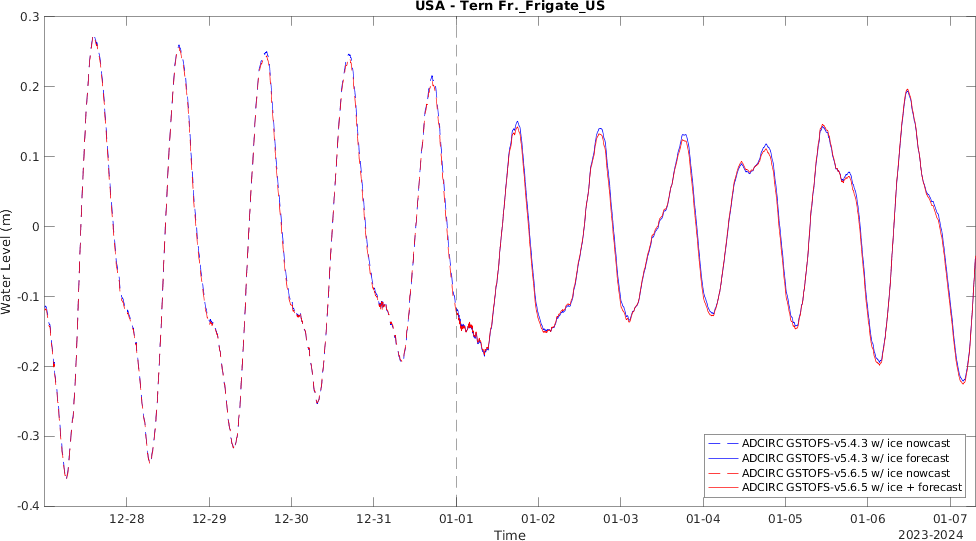 USA - Tern Fr._Frigate_US
0.3
0.2
0.1
0
-0.1
-0.2
-0.3
-0.4
Water Level (m)
12-28
12-29
12-30
12-31
01-01
01-02
01-03
01-04
01-05
01-06
01-07
Time
2023-2024
ADCIRC GSTOFS-v5.4.3 w/ ice nowcast
ADCIRC GSTOFS-v5.4.3 w/ ice forecast
ADCIRC GSTOFS-v5.6.5 w/ ice nowcast
ADCIRC GSTOFS-v5.6.5 w/ ice + forecast